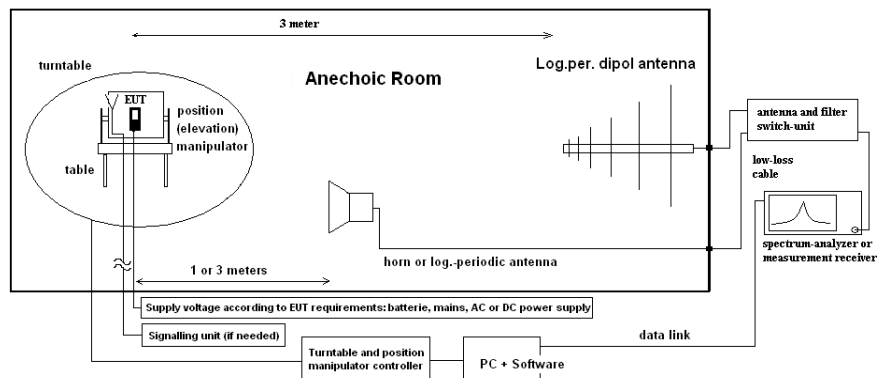 3 meter
turntable
Anechoic Room
Log.per. dipol antenna
EUT
position
(elevation)
manipulator
table
antenna and filter
switch-unit
low-loss
cable
spectrum-analyzer or
measurement receiver
horn or log.-periodic antenna
1 or 3 meters
Supply voltage according to EUT requirements: batterie, mains, AC or DC power supply
Signalling unit (if needed)
data link
Turntable and position
manipulator controller
PC + Software